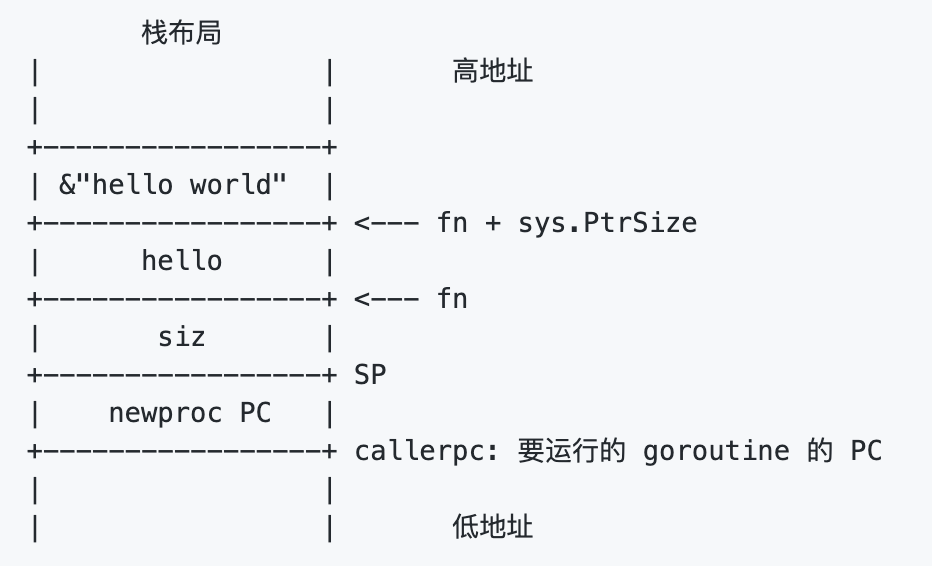 栈布局
|                 |       高地址
|                 |
+-----------------+
| &"hello world"  |
+-----------------+ <--- fn + sys.PtrSize
|      hello      |
+-----------------+ <--- fn
|       siz       |
+-----------------+ SP
|    newproc PC   |
+-----------------+ callerpc: 要运行的 goroutine 的 PC
|                 |
|                 |       低地址